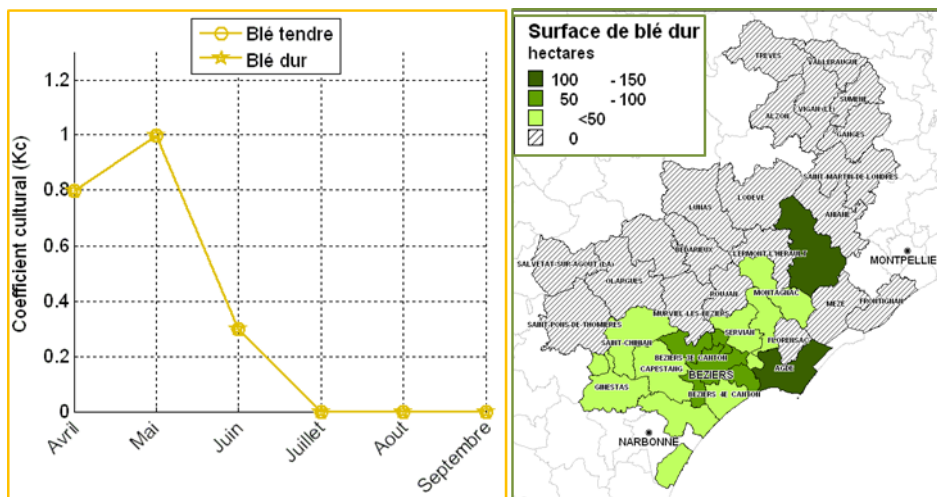 Blé tendre
Blé dur
Coefficient cultural (Kc)
1.2
1
0.8
0.6
0.4
0.2
0
Avril
Mai
Juin
Juillet
Aout
Septembre
Surface de blé dur
hectares
100 - 150
50 - 100
<50
0
TREVES
VALLERAUGUE
SUMENE
ALZON
VIGAN (LE)
GANGES
SAINT-MARTIN-DE-LONDRES
LODEVE
LUNAS
ANIANE
BEDARIEUX
CLERMONT-L'HERAULT
MONTPELLIE
SALVETAT-SUR-AGOUT (LA)
OLARGUES
ROUJAN
MONTAGNAC
FRONTIGNAN
MEZE
SAINT-PONS-DE-THOMIERES
MURVIEL-LES-BEZIERS
SERVIAN
FLORENSAC
SAINT-CHINIAN
BEZIERS-3E-CANTON
AGDE
CAPESTANG
BEZIERS
GINESTAS
BEZIERS-4E-CANTON
NARBONNE